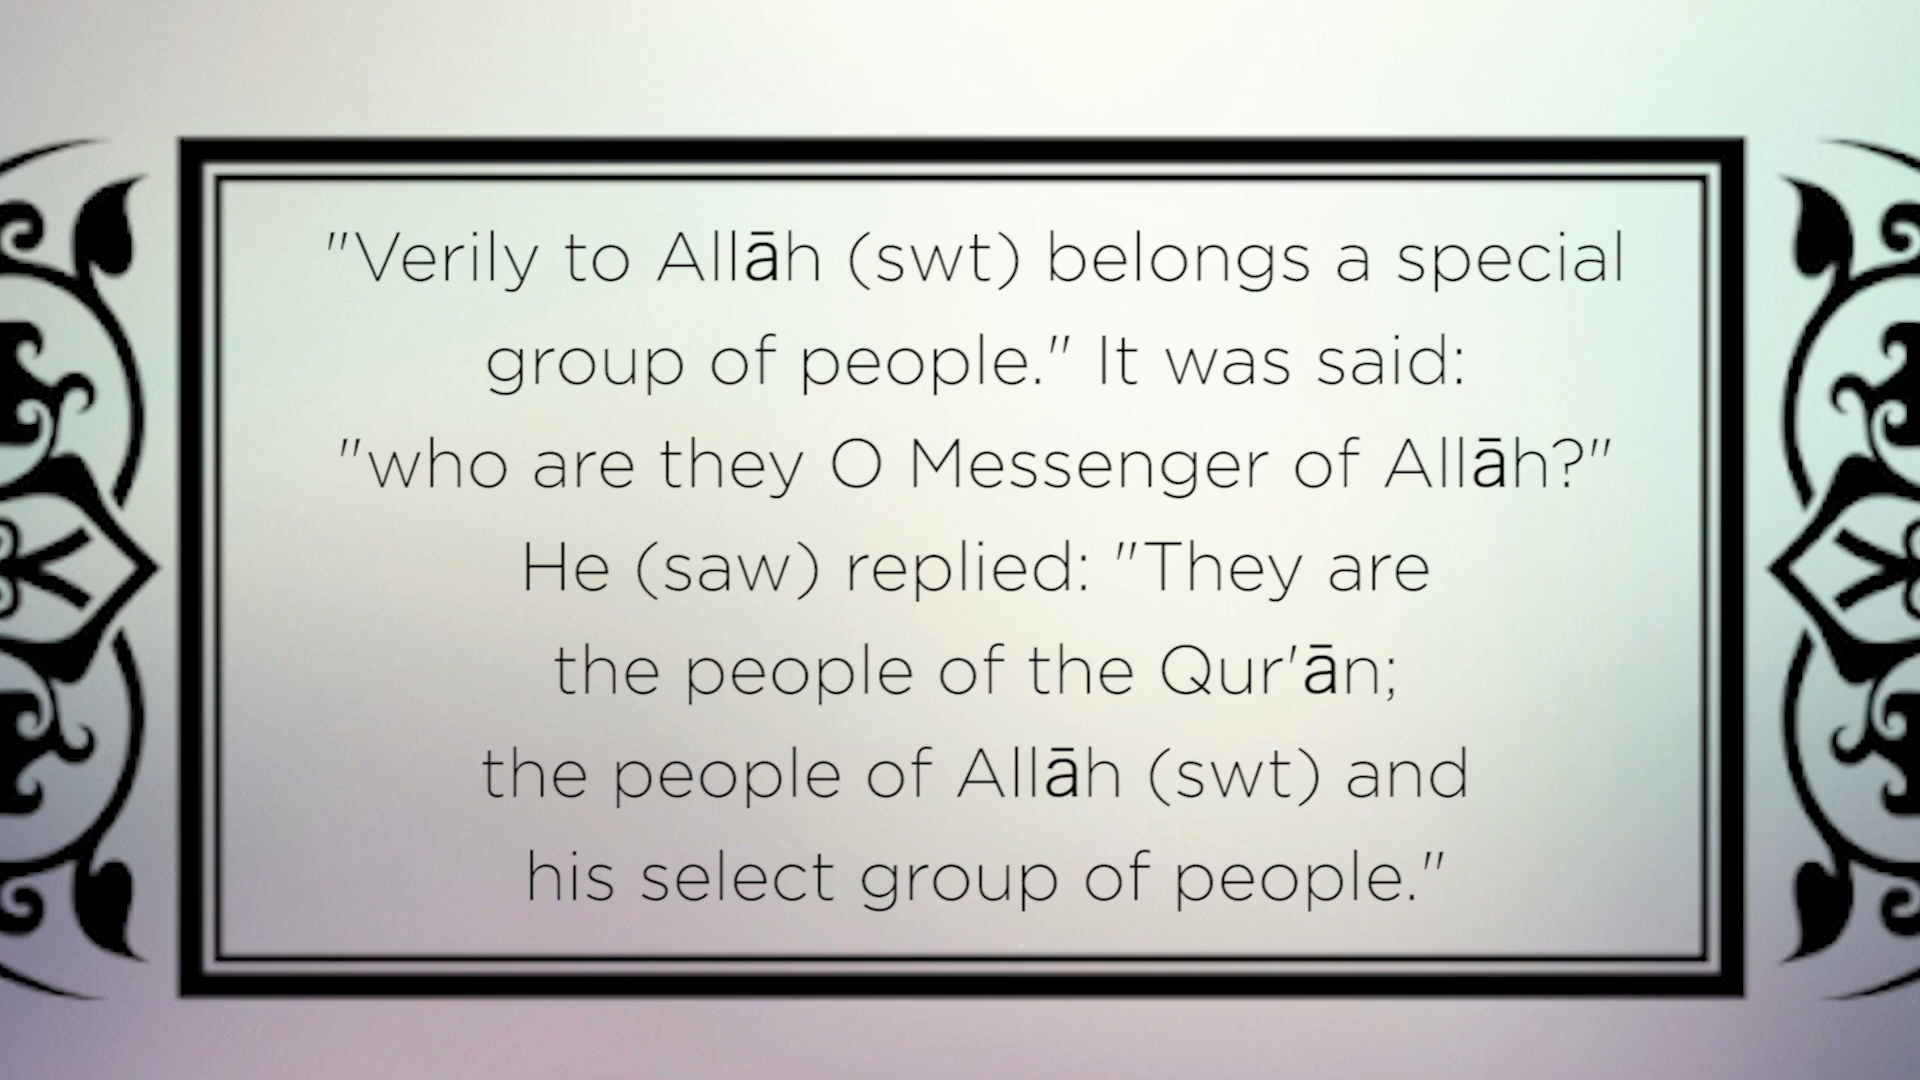 "Verily to Allāh (swt) belongs a special
group of people." It was said:
"who are they O Messenger of Allāh?"
He (saw) replied: "They are
the people of the Qur'ān;
the people of Allāh (swt) and
his select group of people."